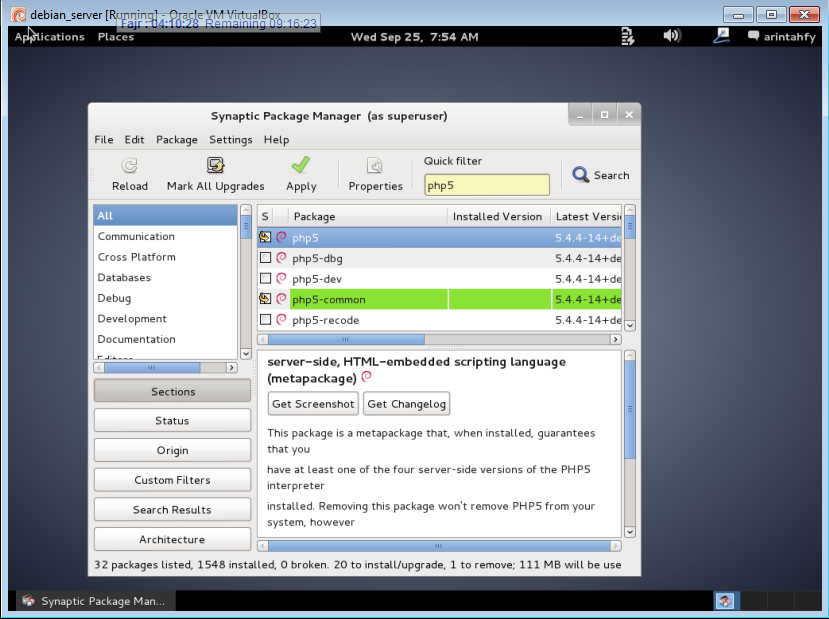 debian_server [Running] - Oracle VM VirtualBox
Fajr : 04:10:28 Remaining 09:16:23
Applications Places Wed Sep 25, 7:54 AM arintahfy
Synaptic Package Manager (as superuser)
File Edit Package Settings Help
Quick filter
Reload Mark All Upgrades Apply Properties php5 Search
All
Communication
Cross Platform
Databases
Debug
Development
Documentation
Editors
S Package Installed Version Latest Versi
php5 5.4.4-14+de
php5-dbg 5.4.4-14+de
php5-dev 5.4.4-14+de
php5-common 5.4.4-14+de
php5-recode 5.4.4-14+de
Sections
Status
Origin
Custom Filters
Search Results
Architecture
server-side, HTML-embedded scripting language
(metapackage)
Get Screenshot Get Changelog
This package is a metapackage that, when installed, guarantees
that you
have at least one of the four server-side versions of the PHP5
interpreter
installed. Removing this package won't remove PHP5 from your
system, however
32 packages listed, 1548 installed, 0 broken. 20 to install/upgrade, 1 to remove; 111 MB will be use
Synaptic Package Man...